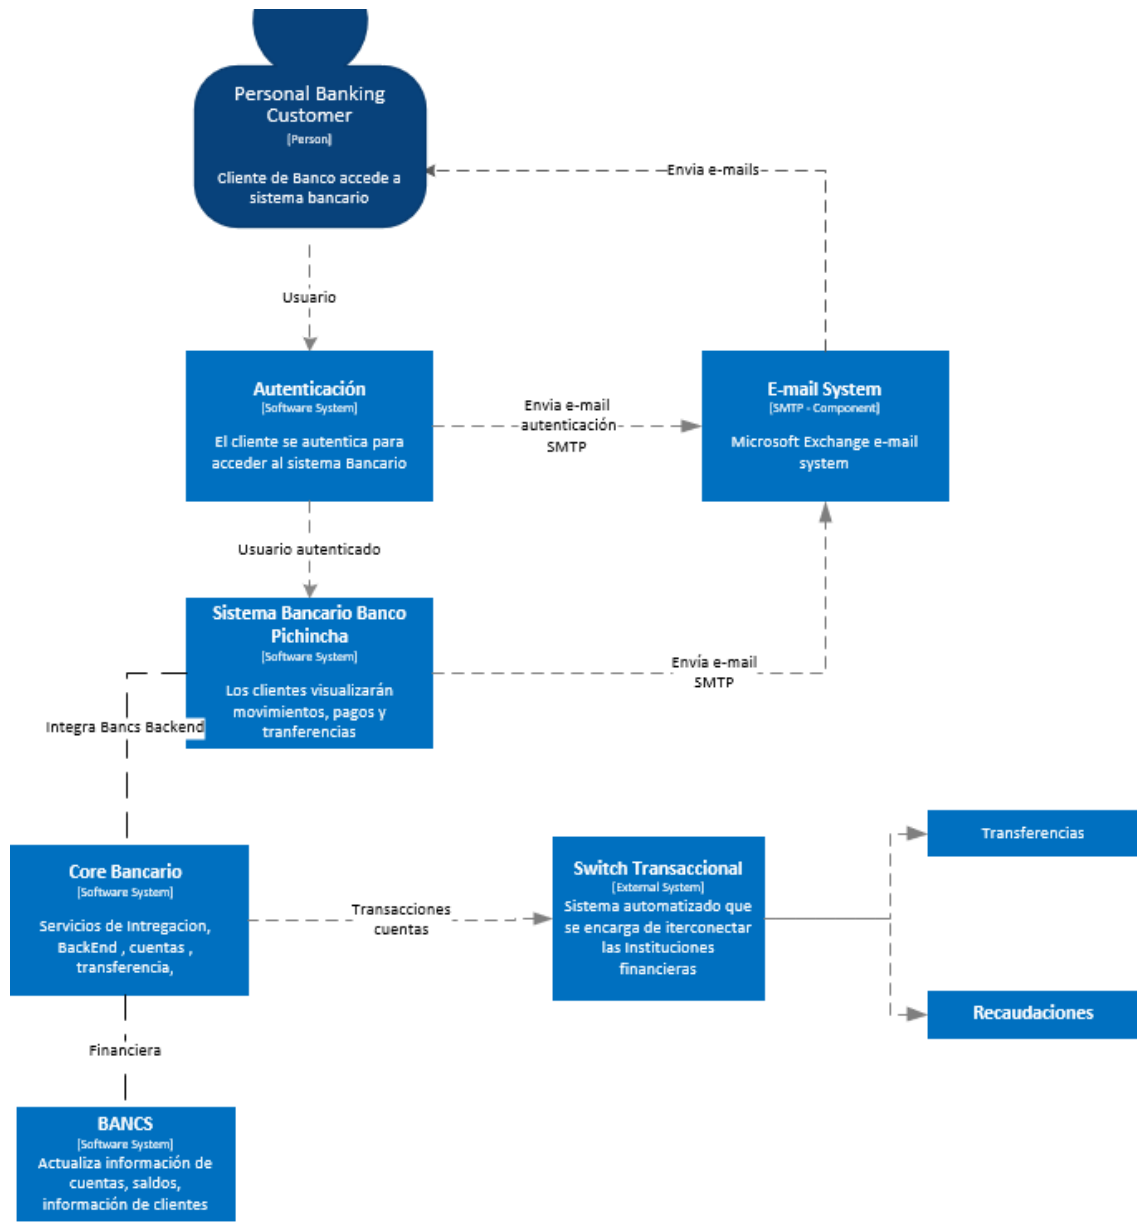 Personal Banking
Customer
[Person]
Cliente de Banco accede a
sistema bancario
Envia e-mails
Usuario
Autenticación
[Software System]
El cliente se autentica para
acceder al sistema Bancario
Envia e-mail
autenticación
SMTP
E-mail System
[SMTP - Component]
Microsoft Exchange e-mail
system
Usuario autenticado
Sistema Bancario Banco
Pichincha
[Software System]
Los clientes visualizarán
movimientos, pagos y
tranferencias
Envía e-mail
SMTP
Integra Bancs Backend
Core Bancario
[Software System]
Servicios de Intregacion,
BackEnd , cuentas ,
transferencia,
Transacciones
cuentas
Switch Transaccional
[External System]
Sistema automatizado que
se encarga de iterconectar
las Instituciones
financieras
Transferencias
Recaudaciones
Financiera
BANCS
[Software System]
Actualiza información de
cuentas, saldos,
información de clientes